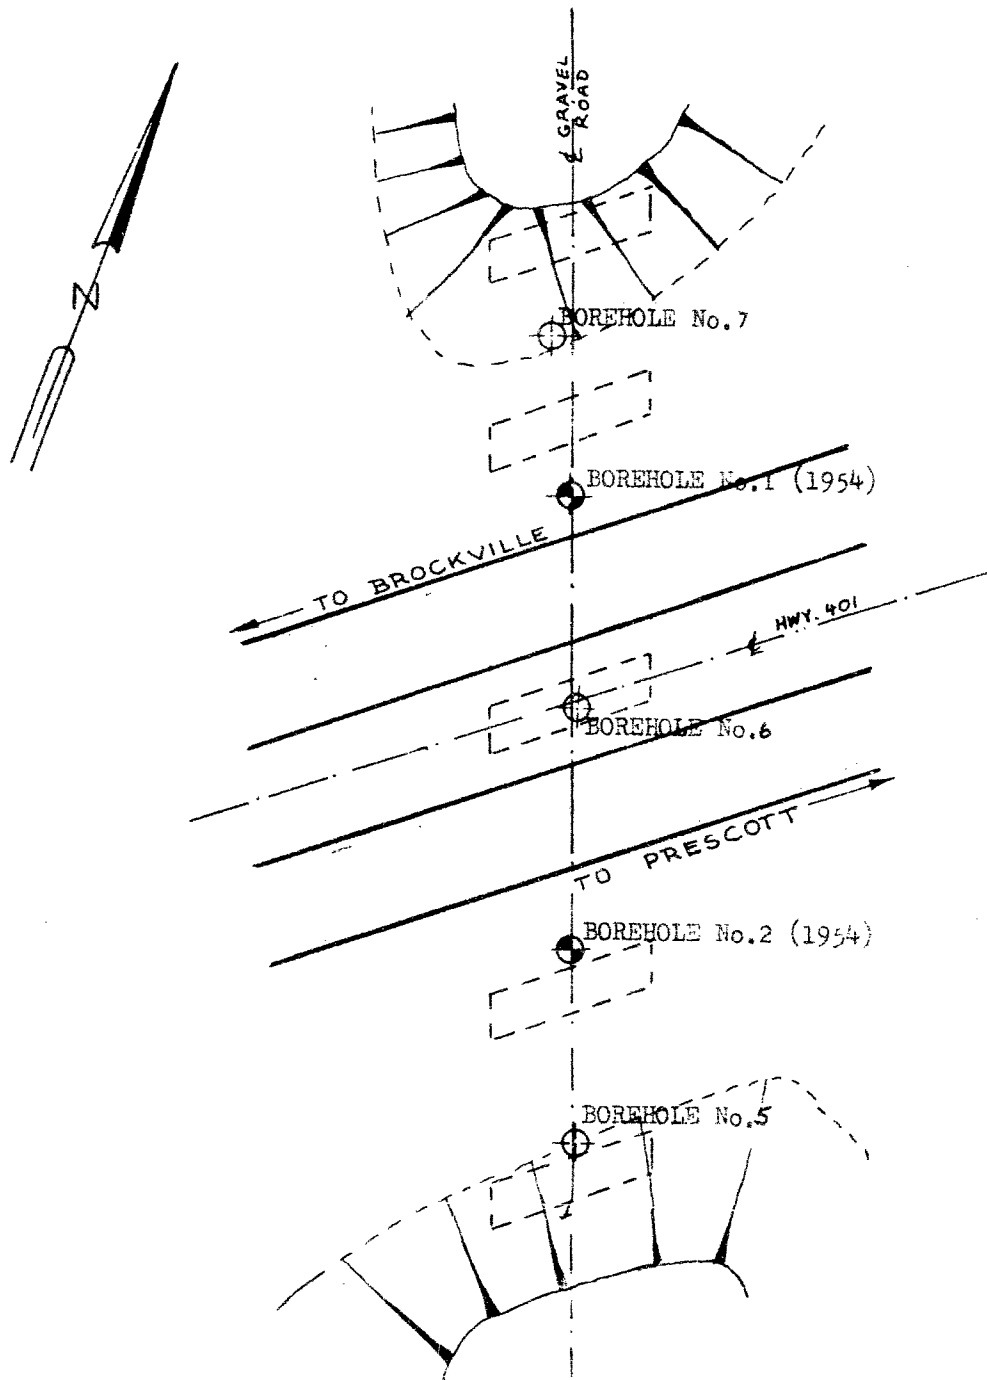 ℄ GRAVEL
ROAD
N
BOREHOLE No.7
BOREHOLE No.1 (1954)
TO BROCKVILLE
℄ HWY. 401
BOREHOLE No.6
TO PRESCOTT
BOREHOLE No.2 (1954)
BOREHOLE No.5